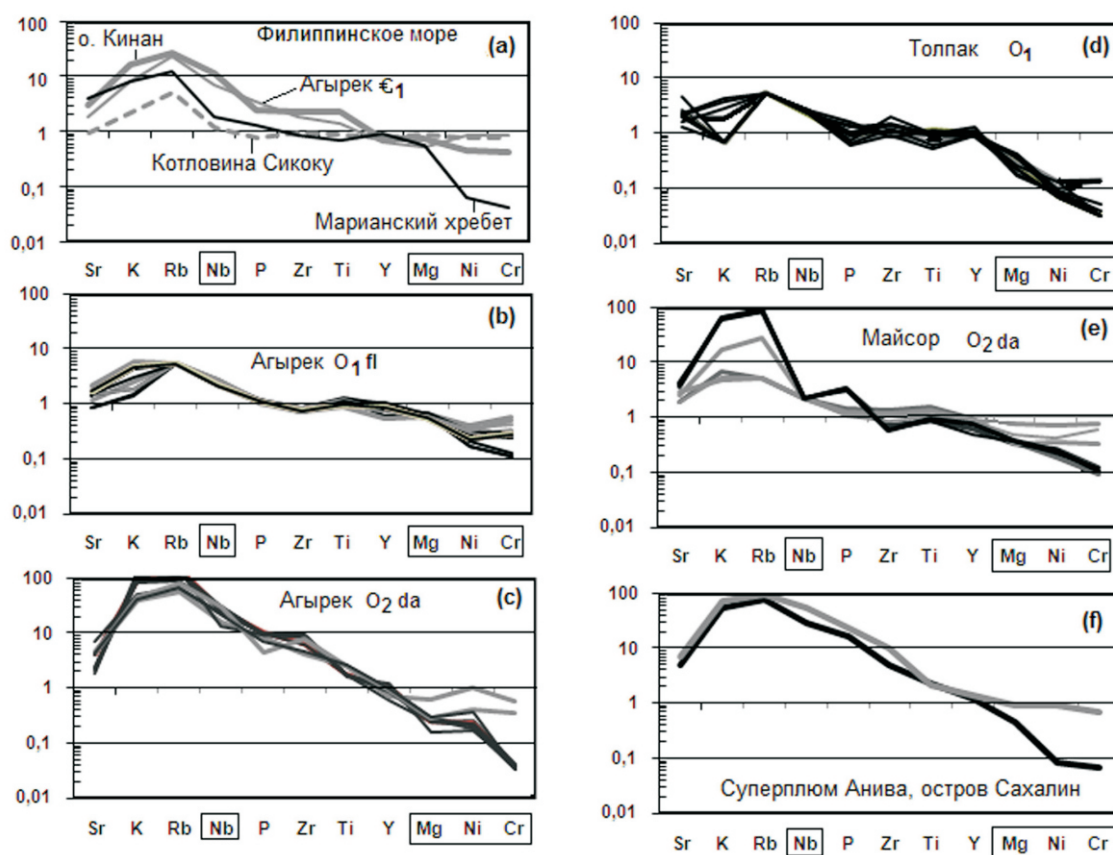 100
10
1
0,1
0,01
о. Кинан
Филиппинское море
(a)
Агырек €1
Котловина Сикоку
Марианский хребет
Sr K Rb Nb P Zr Ti Y Mg Ni Cr
100
10
1
0,1
0,01
(b)
Агырек O1 fl
Sr K Rb Nb P Zr Ti Y Mg Ni Cr
100
10
1
0,1
0,01
Агырек O2 da
(c)
Sr K Rb Nb P Zr Ti Y Mg Ni Cr
100
10
1
0,1
0,01
Толпак O1
(d)
Sr K Rb Nb P Zr Ti Y Mg Ni Cr
100
10
1
0,1
0,01
(e)
Майсор O2 da
Sr K Rb Nb P Zr Ti Y Mg Ni Cr
100
10
1
0,1
0,01
(f)
Суперплюм Анива, остров Сахалин
Sr K Rb Nb P Zr Ti Y Mg Ni Cr